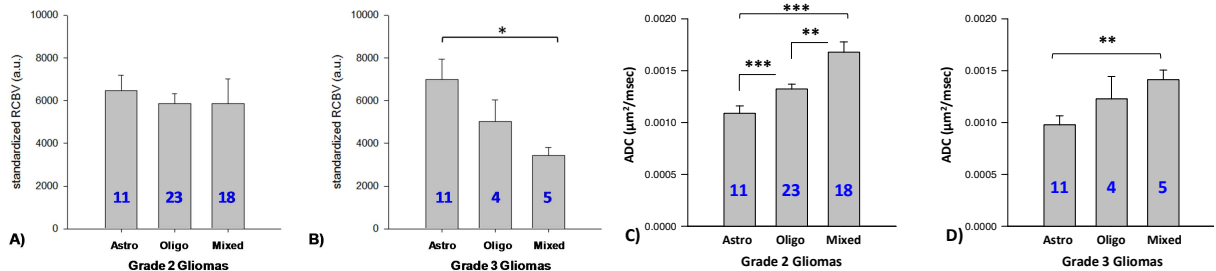 standardized RCBV (a.u.)
10000
8000
6000
4000
2000
0
11
23
18
Astro
Oligo
Mixed
Grade 2 Gliomas
A)
standardized RCBV (a.u.)
10000
8000
6000
4000
2000
0
*
11
4
5
Astro
Oligo
Mixed
Grade 3 Gliomas
B)
ADC (µm²/msec)
0.0020
0.0015
0.0010
0.0005
0.0000
***
**
***
11
23
18
Astro
Oligo
Mixed
Grade 2 Gliomas
C)
ADC (µm²/msec)
0.0020
0.0015
0.0010
0.0005
0.0000
**
11
4
5
Astro
Oligo
Mixed
Grade 3 Gliomas
D)